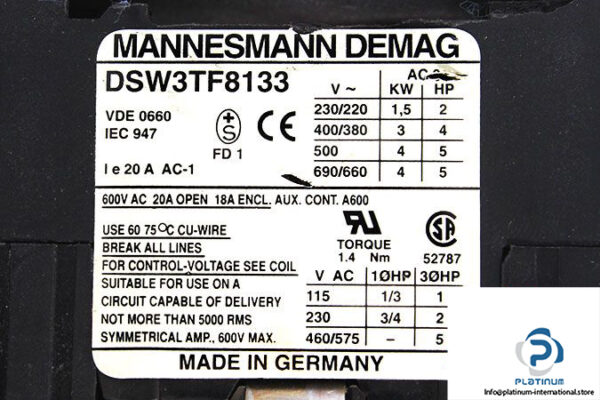 MANNESMANN DEMAG
DSW3TF8133
VDE 0660
IEC 947
FD 1
I e 20 A AC-1
V ~ KW HP
230/220 1,5 2
400/380 3 4
500 4 5
690/660 4 5
600V AC 20A OPEN 18A ENCL. AUX. CONT. A600
USE 60 75°C CU-WIRE
BREAK ALL LINES
FOR CONTROL-VOLTAGE SEE COIL
SUITABLE FOR USE ON A
CIRCUIT CAPABLE OF DELIVERY
NOT MORE THAN 5000 RMS
SYMMETRICAL AMP., 600V MAX.
TORQUE
1.4 Nm
52787
V AC 1ØHP 3ØHP
115 1/3 1
230 3/4 2
460/575 – 5
MADE IN GERMANY
PLATINUM
Info@platinum-international.store